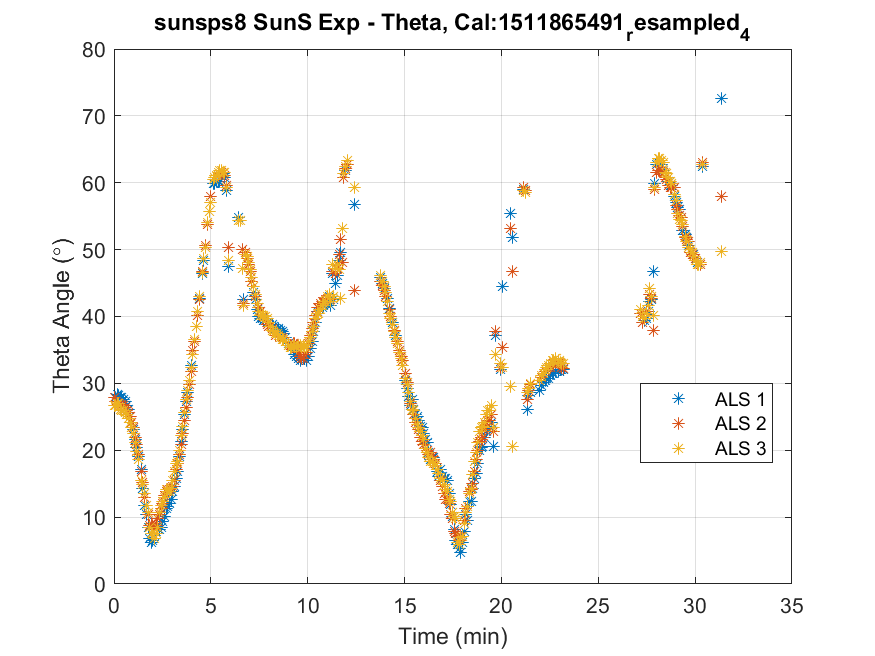 sunsps8 SunS Exp - Theta, Cal:1511865491_resampled_4
80
70
60
50
40
30
20
10
0
Theta Angle (°)
ALS 1
ALS 2
ALS 3
0 5 10 15 20 25 30 35
Time (min)